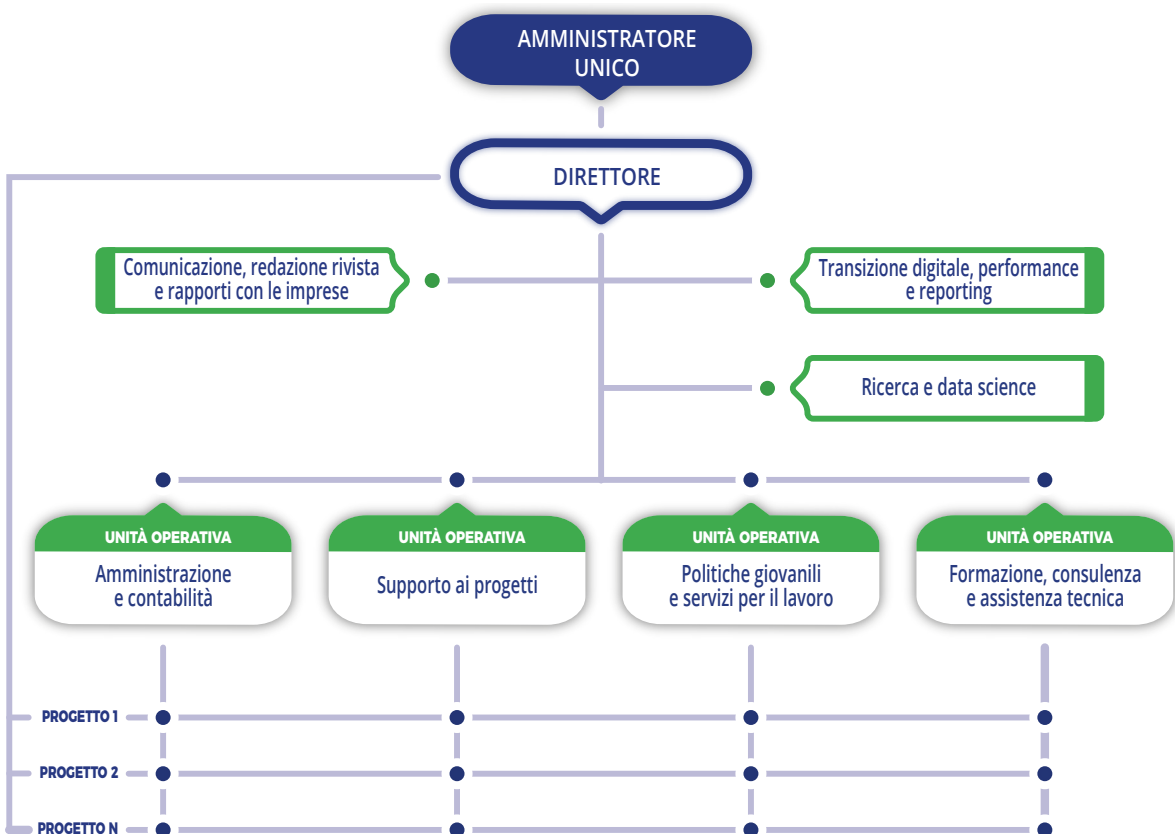 AMMINISTRATORE
UNICO
DIRETTORE
Comunicazione, redazione rivista
e rapporti con le imprese
Transizione digitale, performance
e reporting
Ricerca e data science
UNITÀ OPERATIVA
Amministrazione
e contabilità
UNITÀ OPERATIVA
Supporto ai progetti
UNITÀ OPERATIVA
Politiche giovanili
e servizi per il lavoro
UNITÀ OPERATIVA
Formazione, consulenza
e assistenza tecnica
PROGETTO 1
PROGETTO 2
PROGETTO N